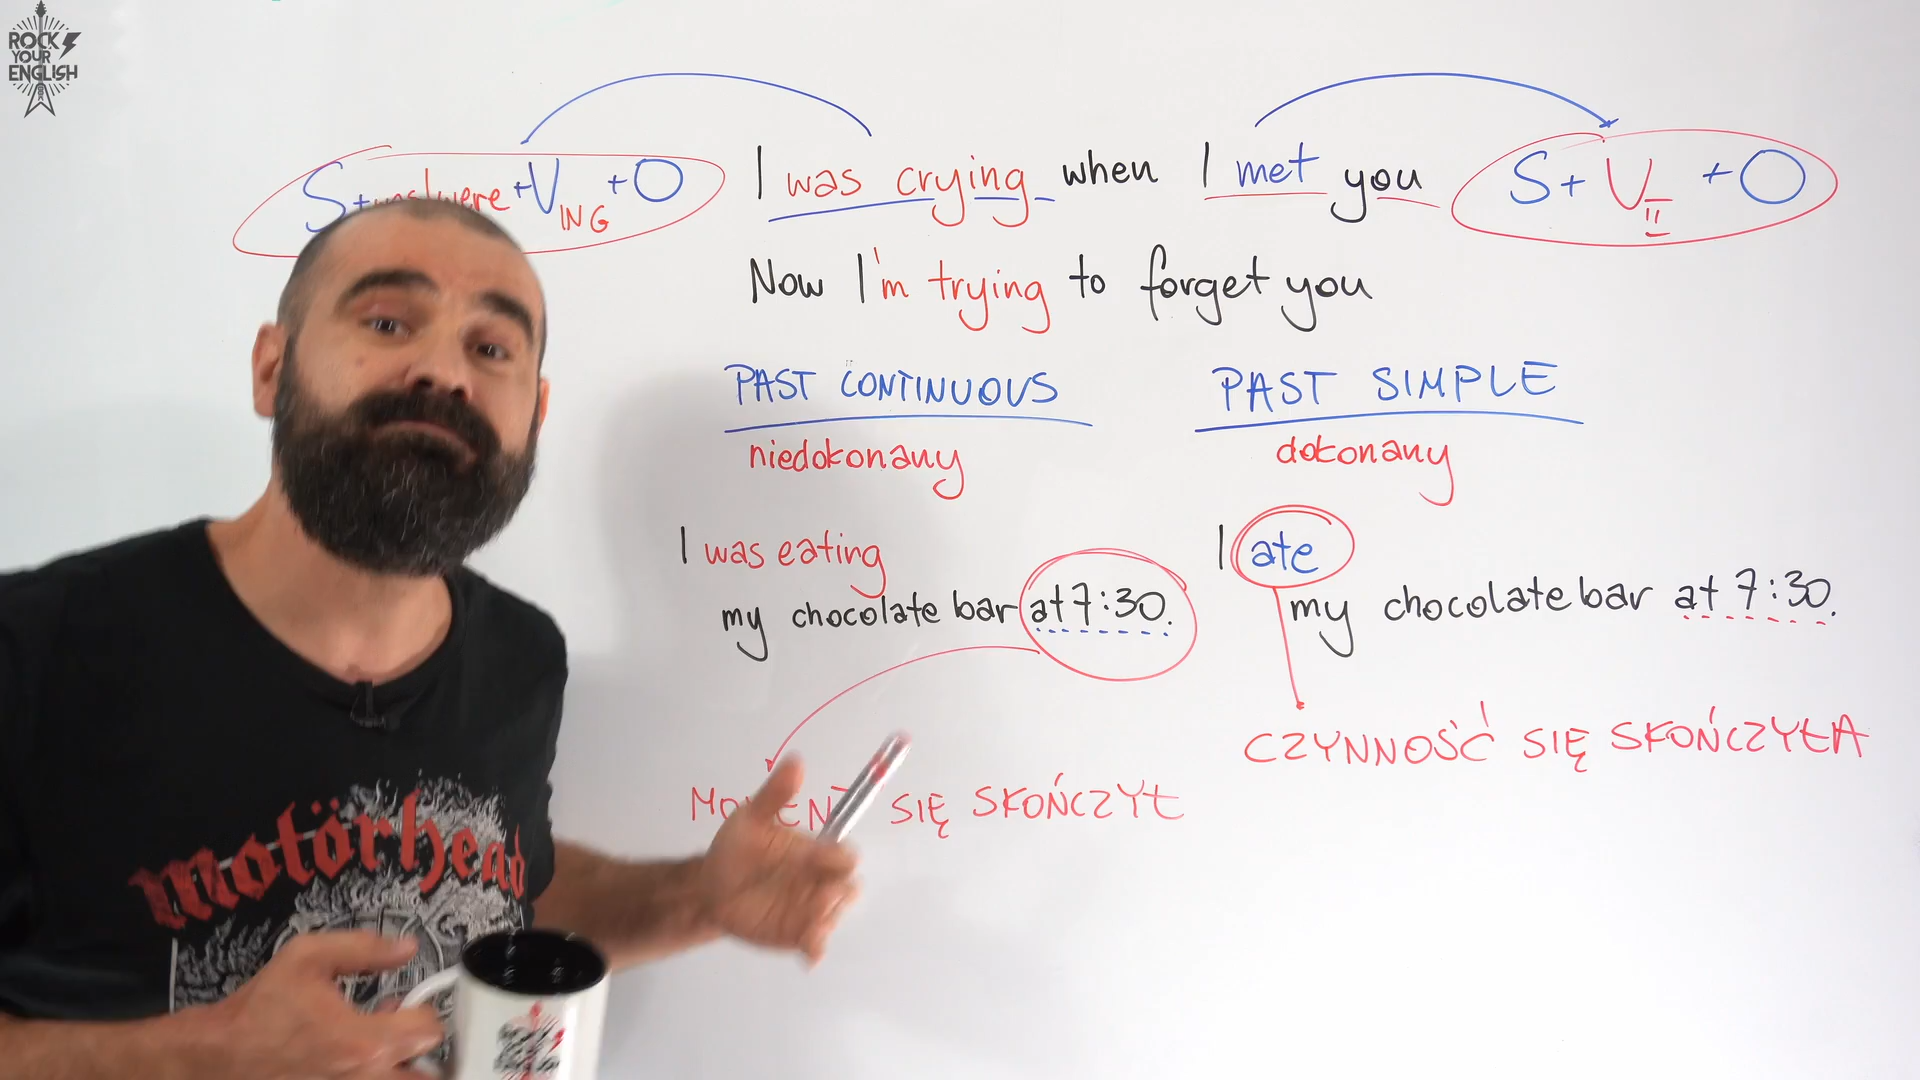 ROCK
YOUR
ENGLISH
S + was/were + V ING + O
I was crying when I met you
S + V II + O
Now I'm trying to forget you
PAST CONTINUOUS
niedokonany
PAST SIMPLE
dokonany
I was eating
my chocolate bar at 7:30.
I ate
my chocolate bar at 7:30.
MOMENT SIĘ SKOŃCZYŁ
CZYNNOŚĆ SIĘ SKOŃCZYŁA
motörhead